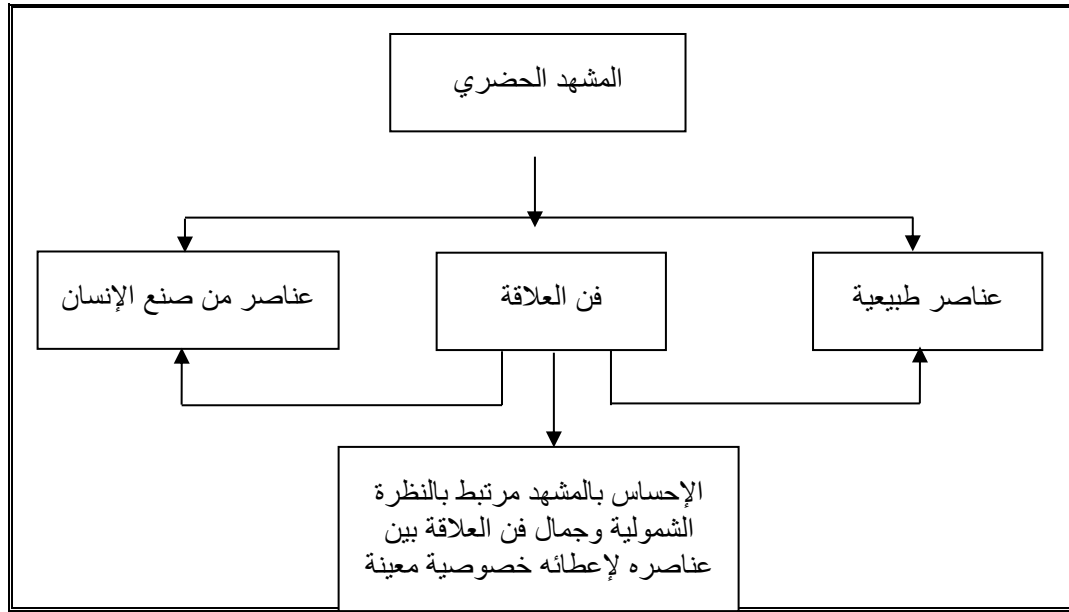 المشهد الحضري
عناصر طبيعية
فن العلاقة
عناصر من صنع الإنسان
الإحساس بالمشهد مرتبط بالنظرة
الشمولية وجمال فن العلاقة بين
عناصره لإعطائه خصوصية معينة